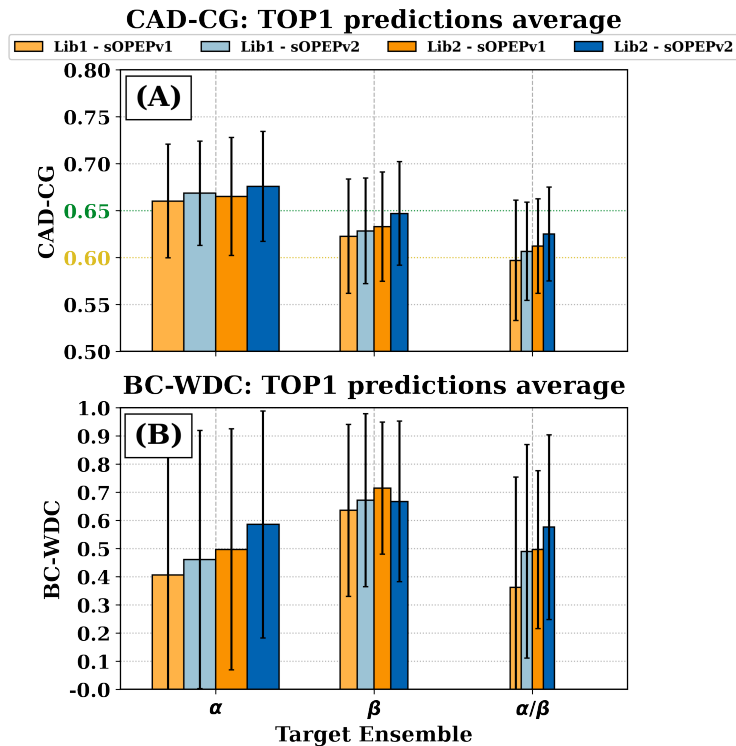 CAD-CG: TOP1 predictions average
Lib1 - sOPEPv1 Lib1 - sOPEPv2 Lib2 - sOPEPv1 Lib2 - sOPEPv2
(A)
CAD-CG
0.80
0.75
0.70
0.65
0.60
0.55
0.50
BC-WDC: TOP1 predictions average
(B)
BC-WDC
1.0
0.9
0.8
0.7
0.6
0.5
0.4
0.3
0.2
0.1
-0.0
α β α/β
Target Ensemble